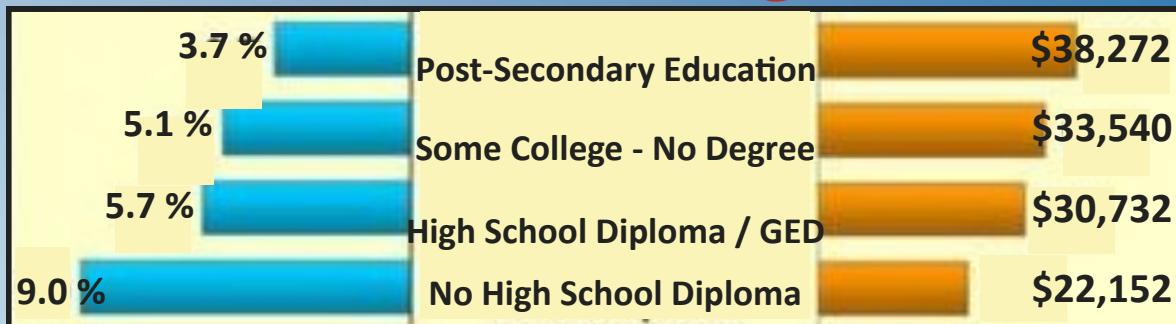 3.7 % Post-Secondary Education $38,272
5.1 % Some College - No Degree $33,540
5.7 % High School Diploma / GED $30,732
9.0 % No High School Diploma $22,152